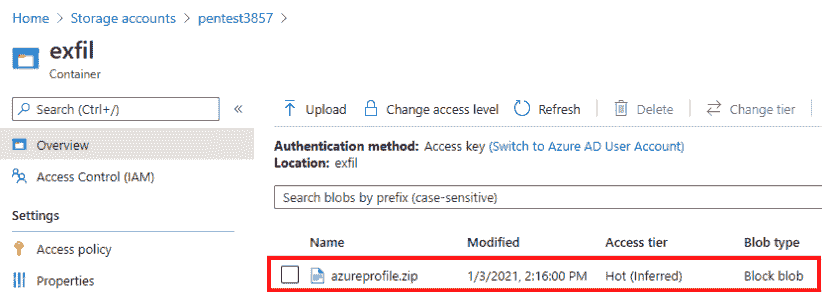 Home > Storage accounts > pentest3857 >
exfil
Container
Search (Ctrl+/)
«
Overview
Access Control (IAM)
Settings
Access policy
Properties
Upload
Change access level
Refresh
Delete
Change tier
Authentication method: Access key (Switch to Azure AD User Account)
Location: exfil
Search blobs by prefix (case-sensitive)
Name Modified Access tier Blob type
azureprofile.zip 1/3/2021, 2:16:00 PM Hot (Inferred) Block blob